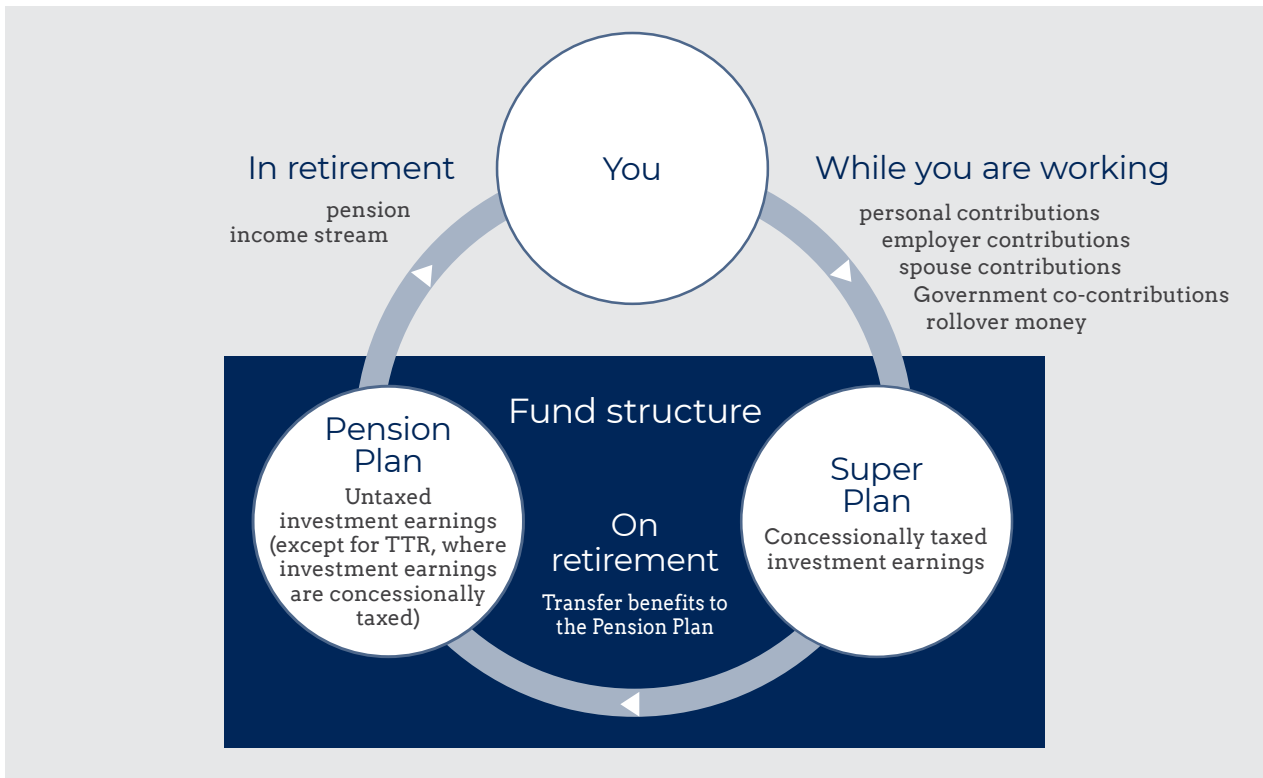 You
In retirement
pension
income stream
While you are working
personal contributions
employer contributions
spouse contributions
Government co-contributions
rollover money
Fund structure
Pension
Plan
Untaxed
investment earnings
(except for TTR, where
investment earnings
are concessionally
taxed)
On
retirement
Transfer benefits to
the Pension Plan
Super
Plan
Concessionally taxed
investment earnings